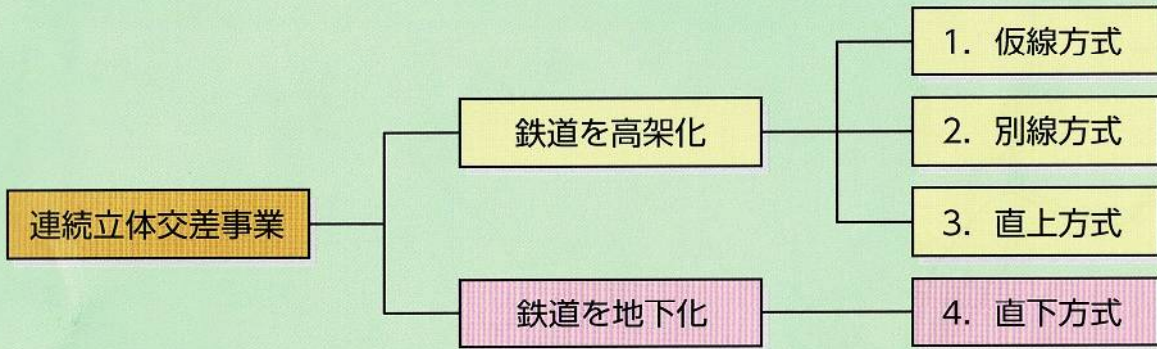 連続立体交差事業
鉄道を高架化
1. 仮線方式
2. 別線方式
3. 直上方式
鉄道を地下化
4. 直下方式